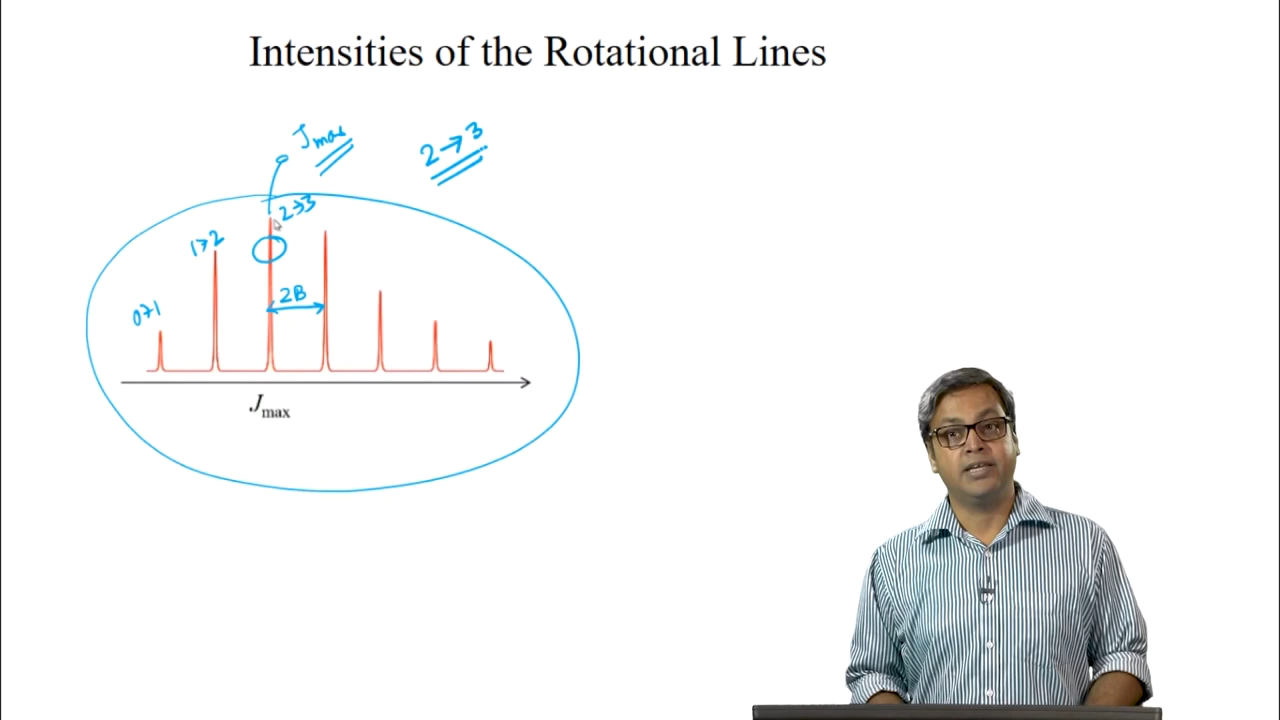 Intensities of the Rotational Lines
Jmax
2→3
2→3
1→2
0→1
2B
Jmax